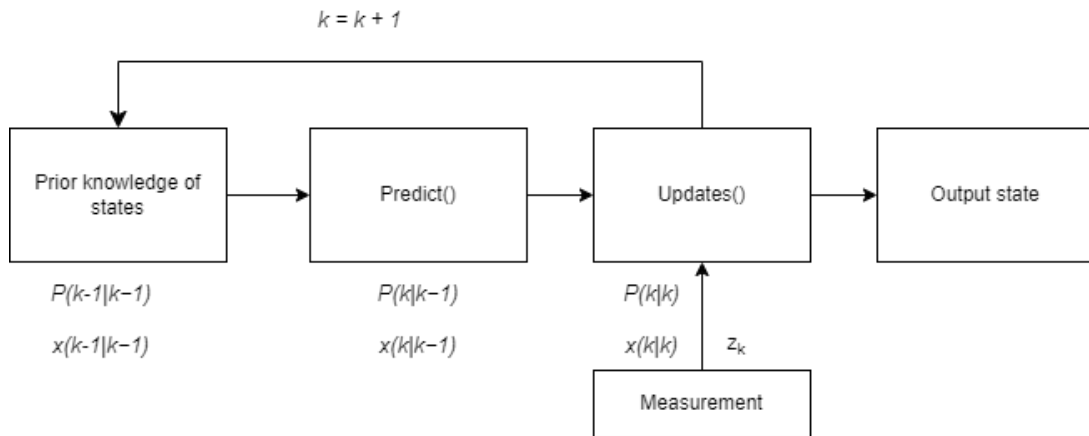 k = k + 1
Prior knowledge of
states
Predict()
Updates()
Output state
P(k-1|k−1)
P(k|k−1)
P(k|k)
x(k-1|k−1)
x(k|k−1)
x(k|k)
zk
Measurement